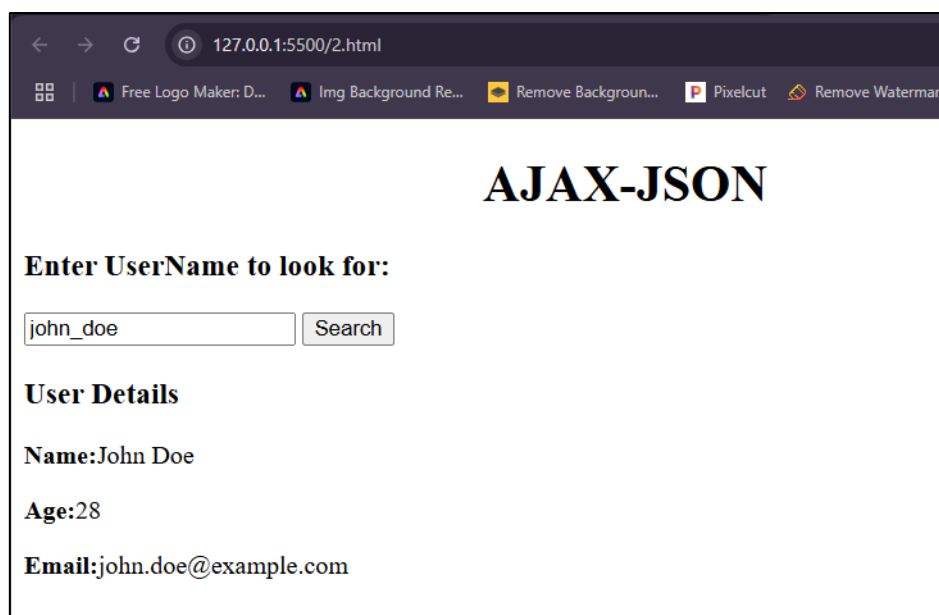 127.0.0.1:5500/2.html
Free Logo Maker: D... Img Background Re... Remove Backgroun... P Pixelcut Remove Watermar
AJAX-JSON
Enter UserName to look for:
john_doe Search
User Details
Name:John Doe
Age:28
Email:john.doe@example.com